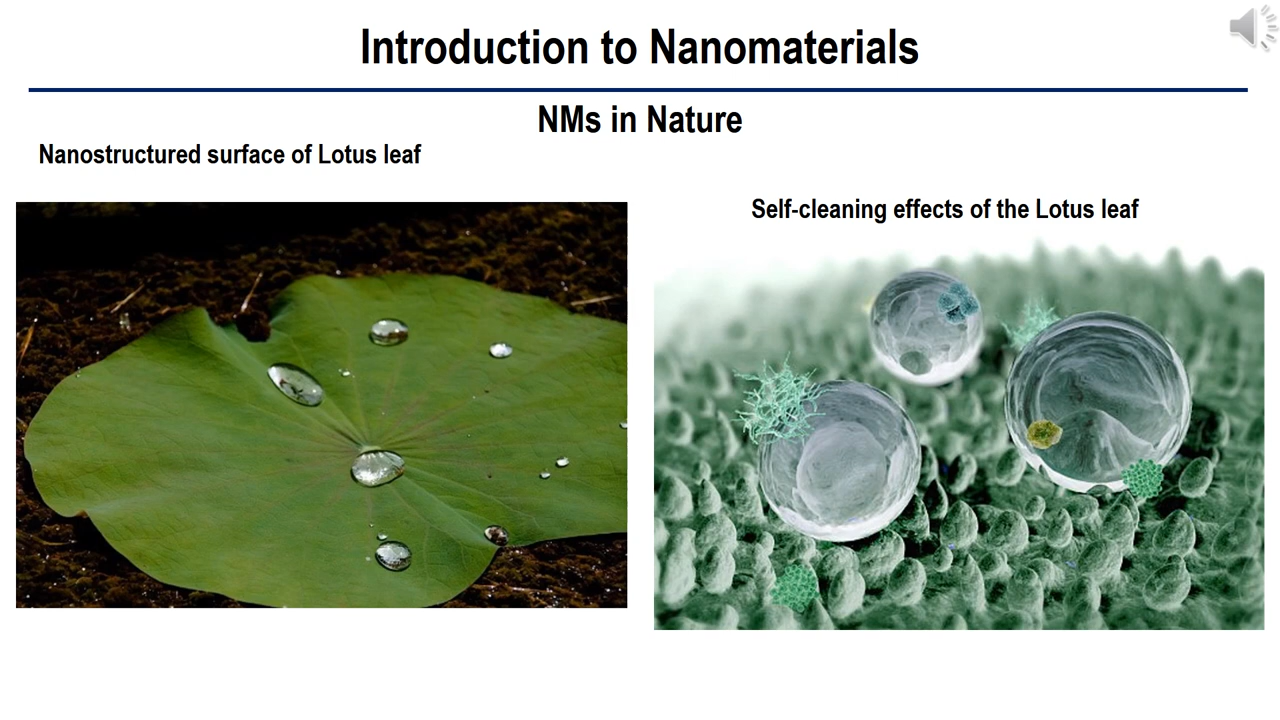 Introduction to Nanomaterials
NMs in Nature
Nanostructured surface of Lotus leaf
Self-cleaning effects of the Lotus leaf